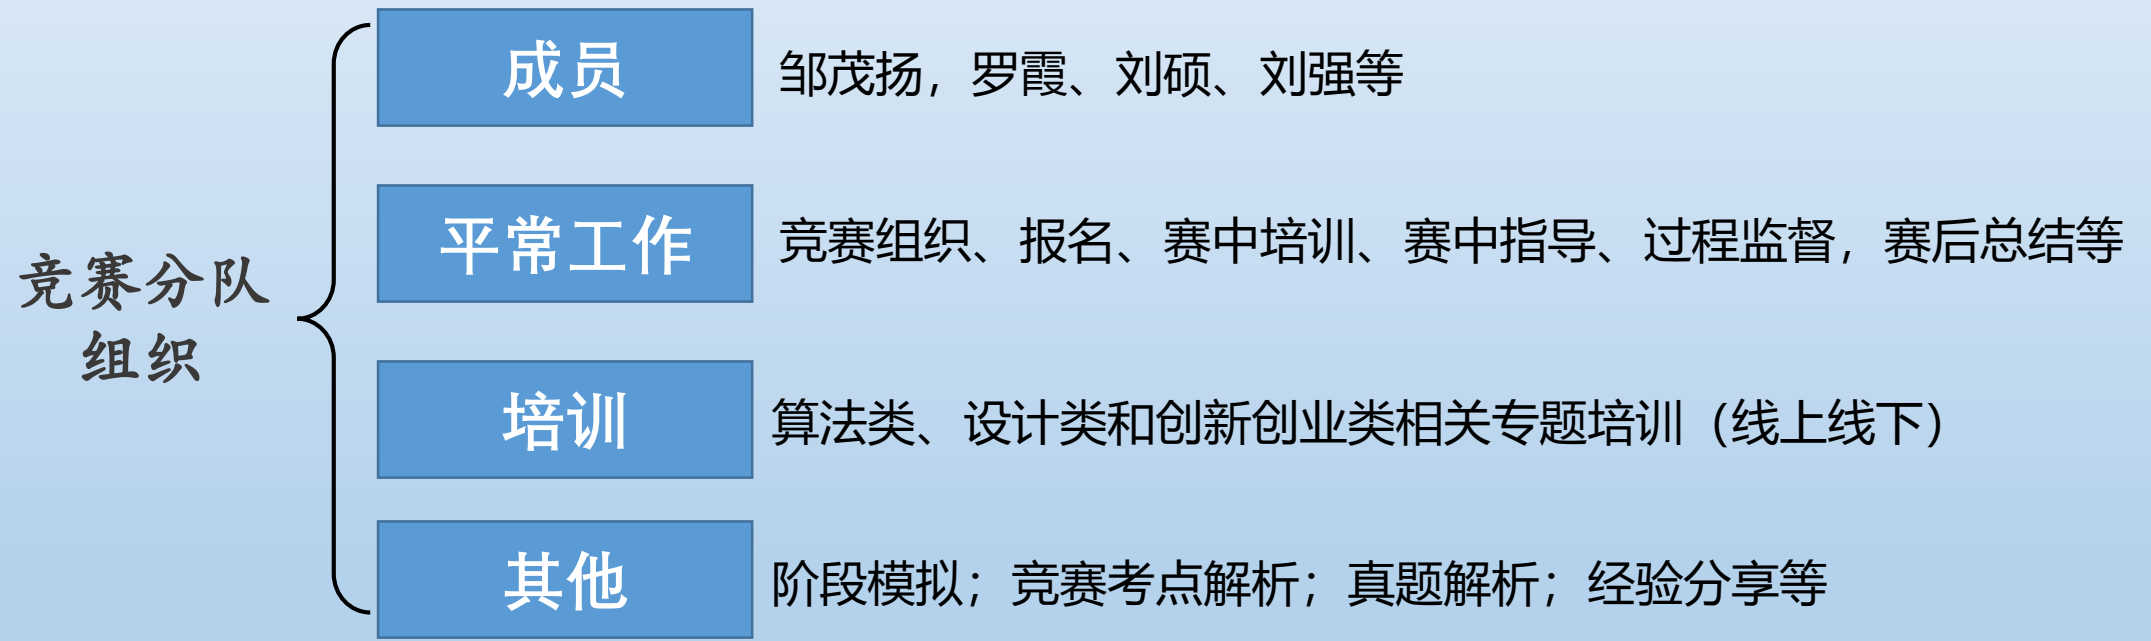 竞赛分队
组织
成员
邹茂扬，罗霞、刘硕、刘强等
平常工作
竞赛组织、报名、赛中培训、赛中指导、过程监督，赛后总结等
培训
算法类、设计类和创新创业类相关专题培训（线上线下）
其他
阶段模拟；竞赛考点解析；真题解析；经验分享等